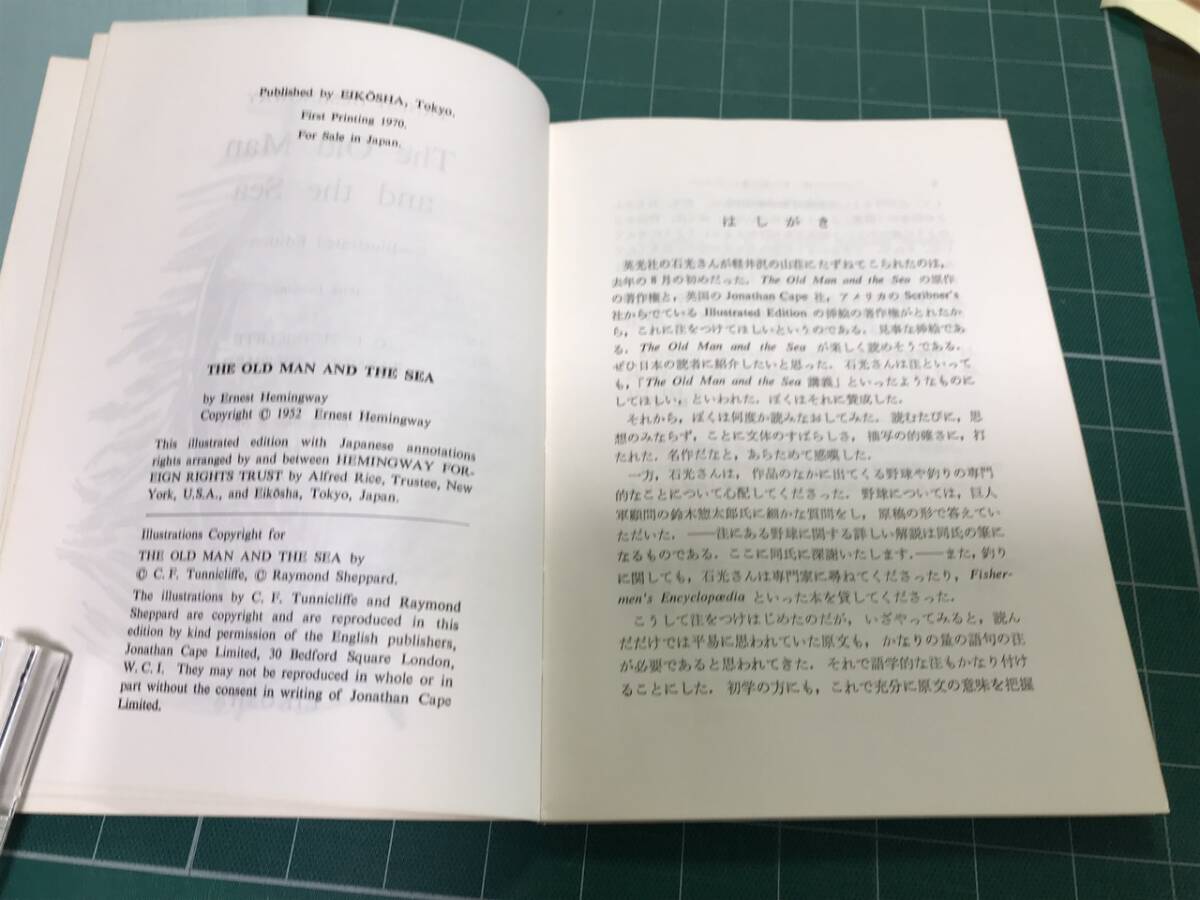 Published by EIKŌSHA, Tokyo.
First Printing 1970.
For Sale in Japan.
THE OLD MAN AND THE SEA
by Ernest Hemingway
Copyright © 1952 Ernest Hemingway
This illustrated edition with Japanese annotations
rights arranged by and between HEMINGWAY FOR-
EIGN RIGHTS TRUST by Alfred Rice, Trustee, New
York, U.S.A., and Eikōsha, Tokyo, Japan.
Illustrations Copyright for
THE OLD MAN AND THE SEA by
© C. F. Tunnicliffe, © Raymond Sheppard.
The illustrations by C. F. Tunnicliffe and Raymond
Sheppard are copyright and are reproduced in this
edition by kind permission of the English publishers,
Jonathan Cape Limited, 30 Bedford Square London,
W.C.I. They may not be reproduced in whole or in
part without the consent in writing of Jonathan Cape
Limited.
はしがき
英光社の石光さんが軽井沢の山荘にたずねてこられたのは，
去年の8月の初めだった．The Old Man and the Sea の原作
の著作権と，英国の Jonathan Cape 社，アメリカの Scribner's
社からでている Illustrated Edition の挿絵の著作権がとれたか
ら，これに注をつけてほしいというのである．見事な挿絵であ
る．The Old Man and the Sea が楽しく読めそうである．
ぜひ日本の読者に紹介したいと思った．石光さんは注といって
も，「The Old Man and the Sea 講義」といったようなものに
してほしい，といわれた．ぼくはそれに賛成した．
それから，ぼくは何度か読みなおしてみた．読むたびに，思
想のみならず，ことに文体のすばらしさ，描写の的確さに，打
たれた．名作だなと，あらためて感嘆した．
一方，石光さんは，作品のなかに出てくる野球や釣りの専門
的なことについて心配してくださった．野球については，巨人
軍顧問の鈴木惣太郎氏に細かな質問をし，原稿の形で答えてい
ただいた．——注にある野球に関する詳しい解説は同氏の筆に
なるものである．ここに同氏に深謝いたします．——また，釣り
に関しても，石光さんは専門家に尋ねてくださったり，Fisher-
men's Encyclopædia といった本を貸してくださった．
こうして注をつけはじめたのだが，いざやってみると，読ん
だだけでは平易に思われていた原文も，かなりの量の語句の注
が必要であると思われてきた．それで語学的な注もかなり付け
ることにした．初学の方にも，これで充分に原文の意味を把握